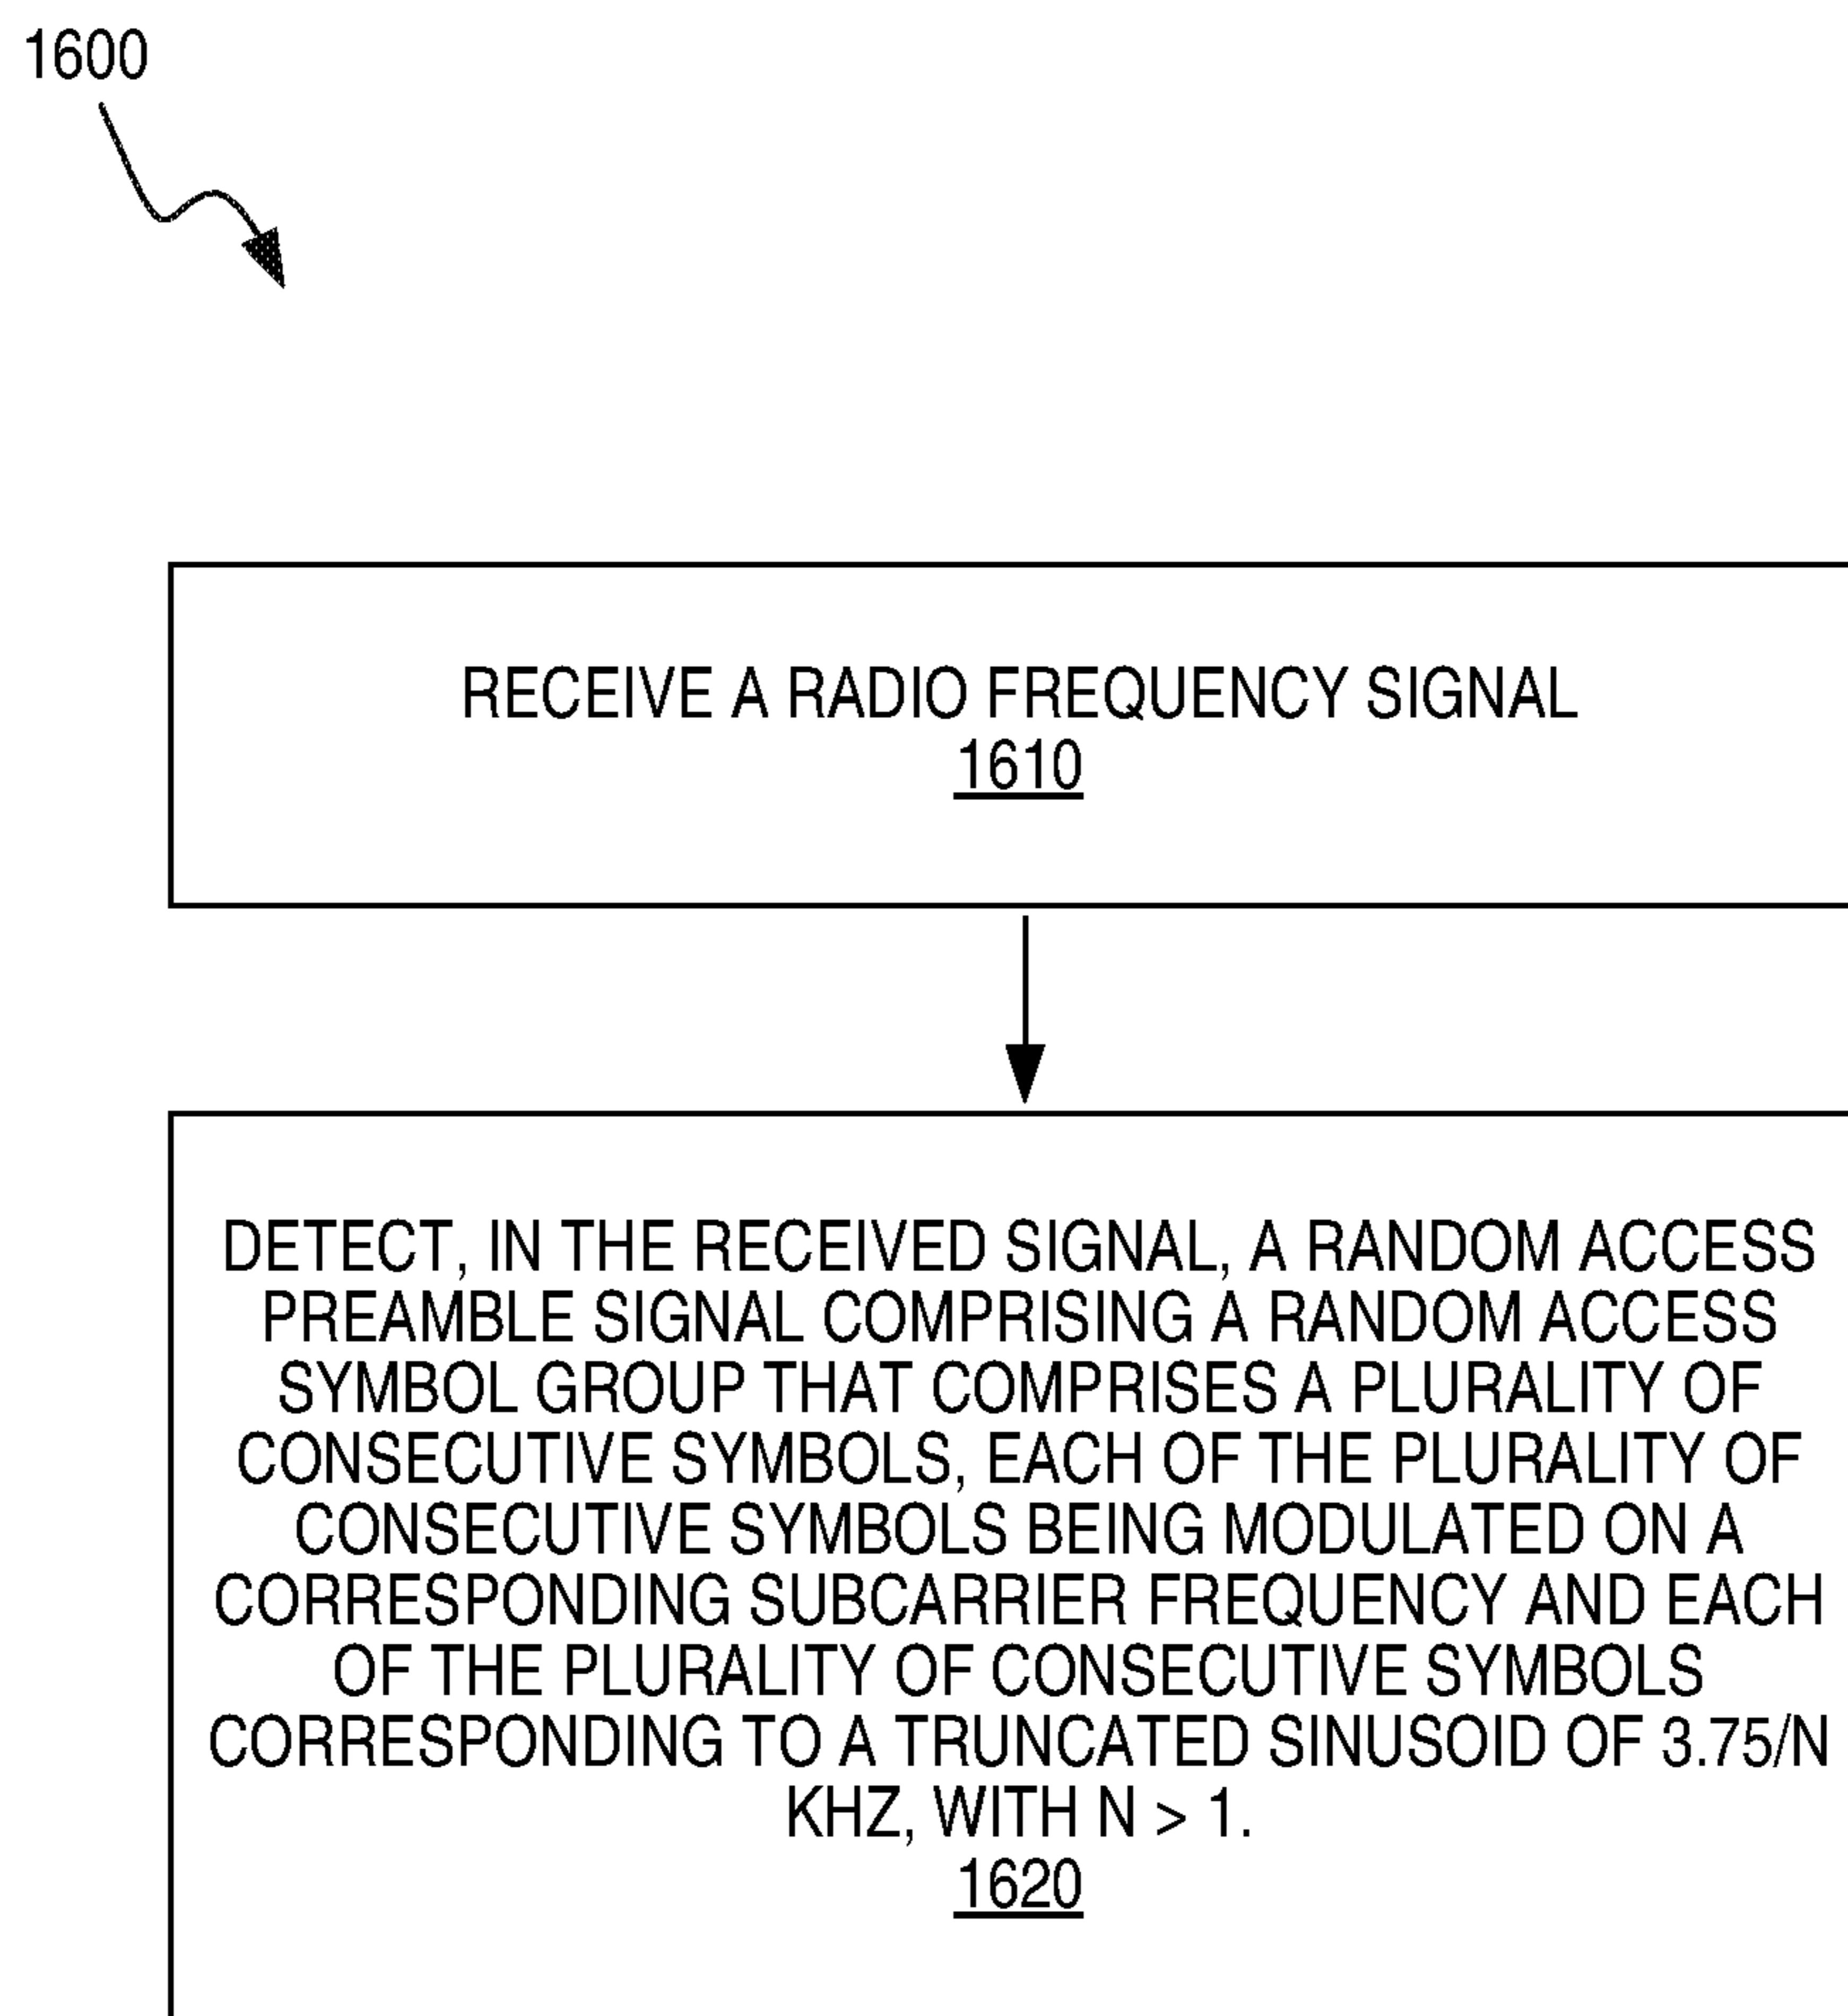 1600
RECEIVE A RADIO FREQUENCY SIGNAL
1610
DETECT, IN THE RECEIVED SIGNAL, A RANDOM ACCESS
PREAMBLE SIGNAL COMPRISING A RANDOM ACCESS
SYMBOL GROUP THAT COMPRISES A PLURALITY OF
CONSECUTIVE SYMBOLS, EACH OF THE PLURALITY OF
CONSECUTIVE SYMBOLS BEING MODULATED ON A
CORRESPONDING SUBCARRIER FREQUENCY AND EACH
OF THE PLURALITY OF CONSECUTIVE SYMBOLS
CORRESPONDING TO A TRUNCATED SINUSOID OF 3.75/N
KHZ, WITH N > 1.
1620